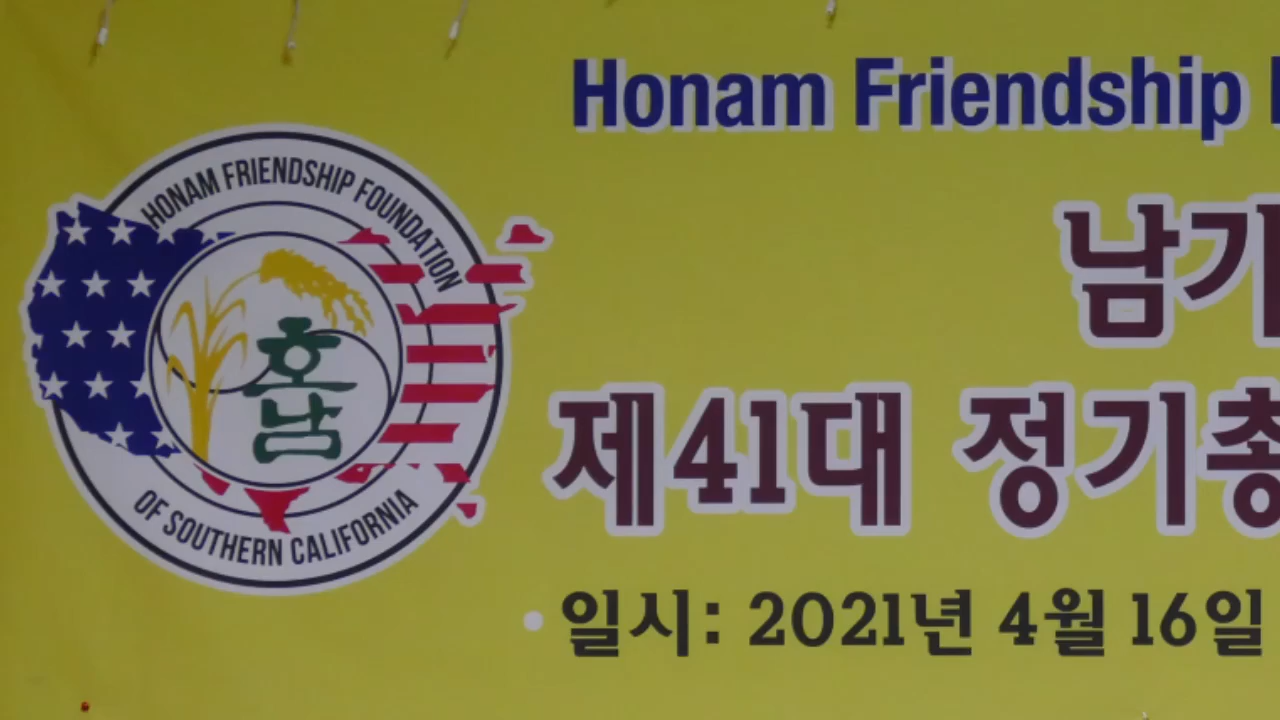 Honam Friendship
HONAM FRIENDSHIP FOUNDATION
호남
OF SOUTHERN CALIFORNIA
남가
제41대 정기총
• 일시: 2021년 4월 16일